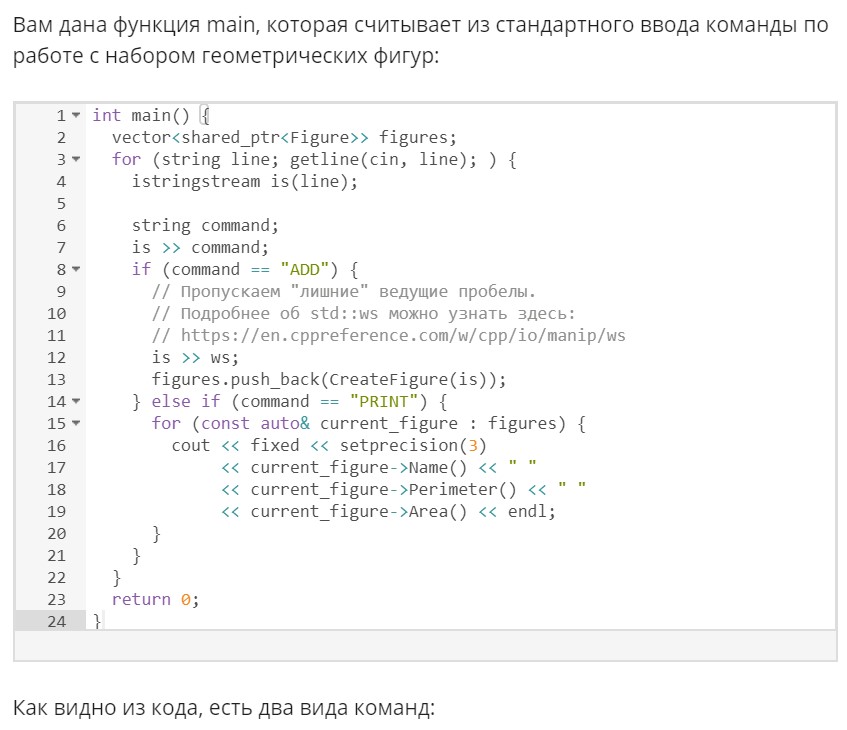 Вам дана функция main, которая считывает из стандартного ввода команды по
работе с набором геометрических фигур:
1 int main() {
2 vector<shared_ptr<Figure>> figures;
3 for (string line; getline(cin, line); ) {
4 istringstream is(line);
5
6 string command;
7 is >> command;
8 if (command == "ADD") {
9 // Пропускаем "лишние" ведущие пробелы.
10 // Подробнее об std::ws можно узнать здесь:
11 // https://en.cppreference.com/w/cpp/io/manip/ws
12 is >> ws;
13 figures.push_back(CreateFigure(is));
14 } else if (command == "PRINT") {
15 for (const auto& current_figure : figures) {
16 cout << fixed << setprecision(3)
17 << current_figure->Name() << " "
18 << current_figure->Perimeter() << " "
19 << current_figure->Area() << endl;
20 }
21 }
22 }
23 return 0;
24 }
Как видно из кода, есть два вида команд: